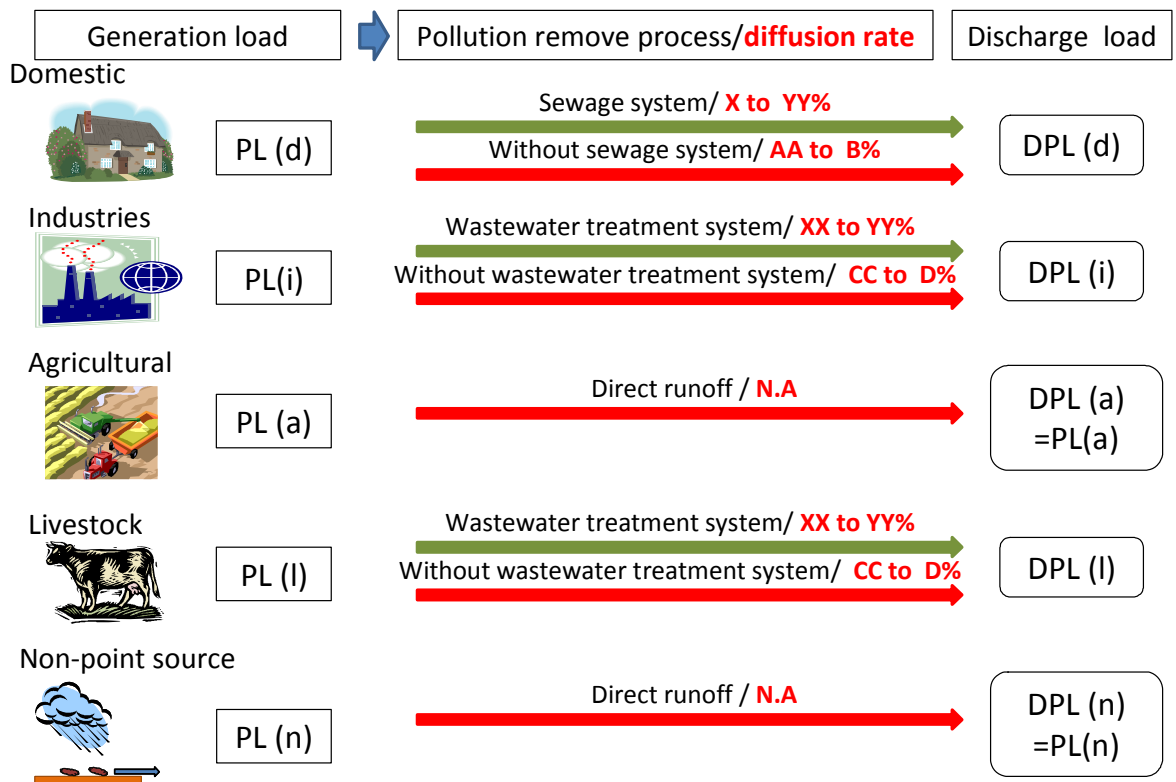 Generation load
Pollution remove process/diffusion rate
Discharge load
Domestic
PL (d)
Sewage system/ X to YY%
Without sewage system/ AA to B%
DPL (d)
Industries
PL(i)
Wastewater treatment system/ XX to YY%
Without wastewater treatment system/ CC to D%
DPL (i)
Agricultural
PL (a)
Direct runoff / N.A
DPL (a)
=PL(a)
Livestock
PL (l)
Wastewater treatment system/ XX to YY%
Without wastewater treatment system/ CC to D%
DPL (l)
Non-point source
PL (n)
Direct runoff / N.A
DPL (n)
=PL(n)